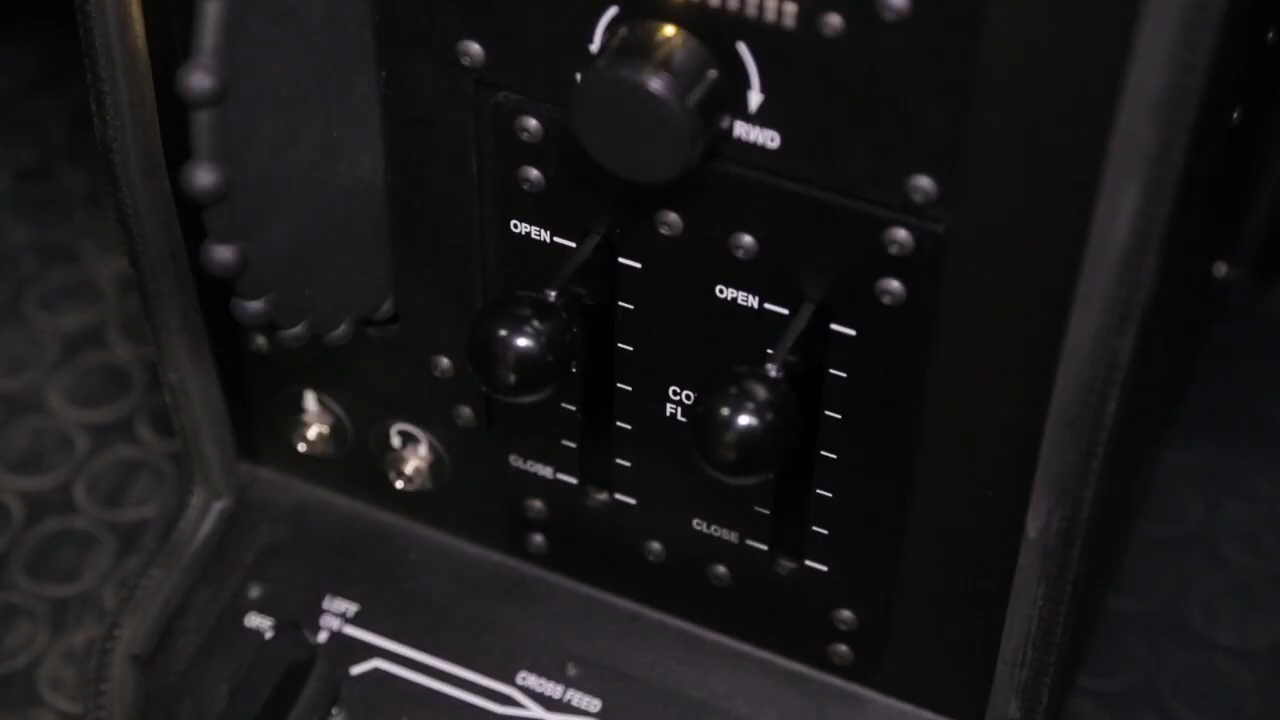 RWD
OPEN
OPEN
CO
FL
CLOSE
CLOSE
LEFT
OFF
ON
CROSS FEED